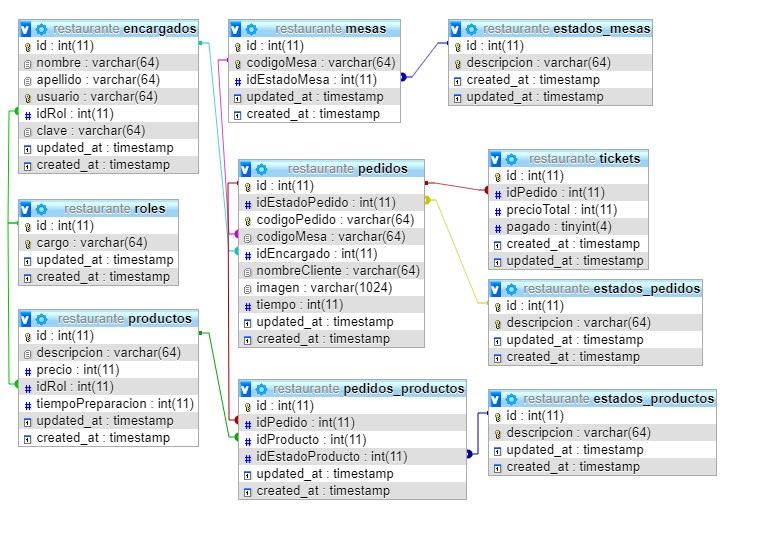 restaurante encargados
id : int(11)
nombre : varchar(64)
apellido : varchar(64)
usuario : varchar(64)
idRol : int(11)
clave : varchar(64)
updated_at : timestamp
created_at : timestamp
restaurante mesas
id : int(11)
codigoMesa : varchar(64)
idEstadoMesa : int(11)
updated_at : timestamp
created_at : timestamp
restaurante estados_mesas
id : int(11)
descripcion : varchar(64)
created_at : timestamp
updated_at : timestamp
restaurante roles
id : int(11)
cargo : varchar(64)
updated_at : timestamp
created_at : timestamp
restaurante pedidos
id : int(11)
idEstadoPedido : int(11)
codigoPedido : varchar(64)
codigoMesa : varchar(64)
idEncargado : int(11)
nombreCliente : varchar(64)
imagen : varchar(1024)
tiempo : int(11)
updated_at : timestamp
created_at : timestamp
restaurante tickets
id : int(11)
idPedido : int(11)
precioTotal : int(11)
pagado : tinyint(4)
created_at : timestamp
updated_at : timestamp
restaurante estados_pedidos
id : int(11)
descripcion : varchar(64)
updated_at : timestamp
created_at : timestamp
restaurante productos
id : int(11)
descripcion : varchar(64)
precio : int(11)
idRol : int(11)
tiempoPreparacion : int(11)
updated_at : timestamp
created_at : timestamp
restaurante pedidos_productos
id : int(11)
idPedido : int(11)
idProducto : int(11)
idEstadoProducto : int(11)
updated_at : timestamp
created_at : timestamp
restaurante estados_productos
id : int(11)
descripcion : varchar(64)
updated_at : timestamp
created_at : timestamp